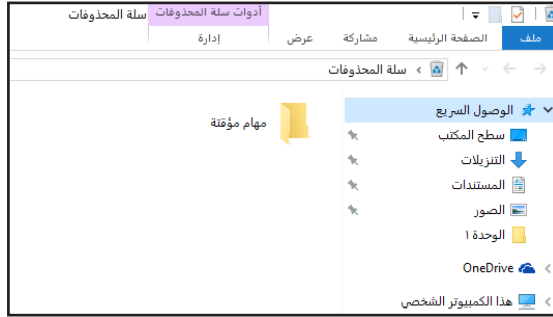 سلة المحذوفات أدوات سلة المحذوفات
ملف الصفحة الرئيسية مشاركة عرض إدارة
سلة المحذوفات
الوصول السريع
سطح المكتب
التنزيلات
المستندات
الصور
الوحدة ١
OneDrive
هذا الكمبيوتر الشخصي
مهام مؤقتة